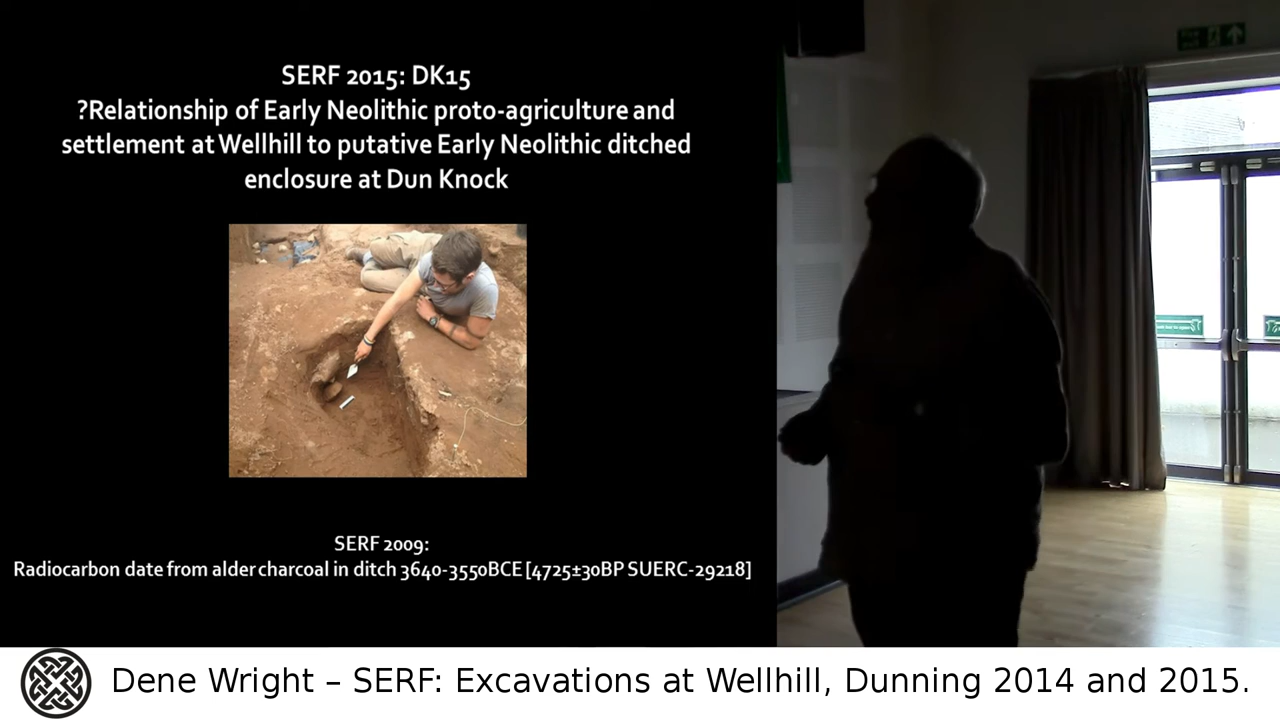 SERF 2015: DK15
?Relationship of Early Neolithic proto-agriculture and
settlement at Wellhill to putative Early Neolithic ditched
enclosure at Dun Knock
SERF 2009:
Radiocarbon date from alder charcoal in ditch 3640-3550BCE [4725±30BP SUERC-29218]
Dene Wright – SERF: Excavations at Wellhill, Dunning 2014 and 2015.